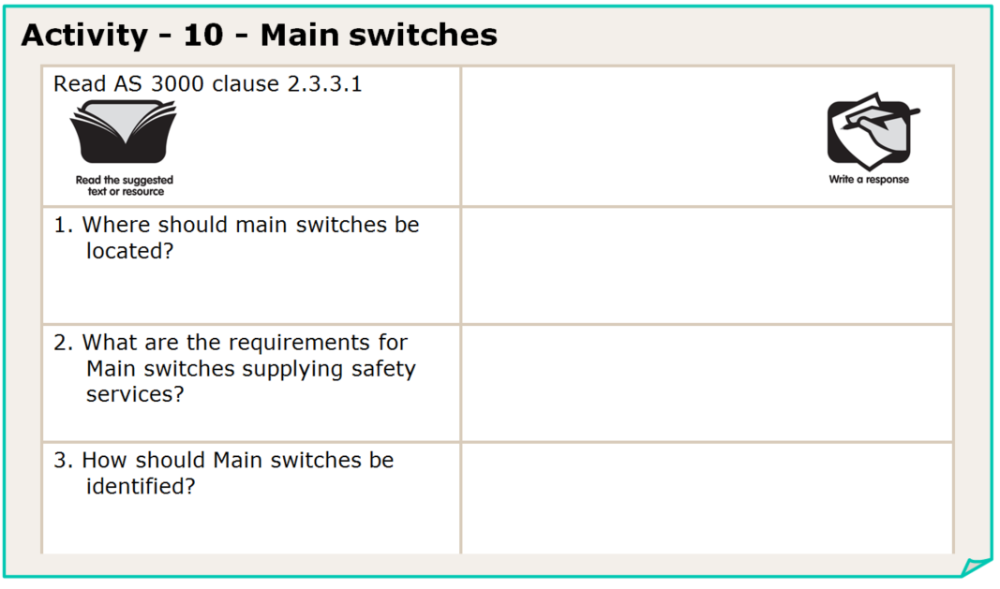 Activity - 10 - Main switches
Read AS 3000 clause 2.3.3.1
Read the suggested
text or resource
Write a response
1. Where should main switches be
located?
2. What are the requirements for
Main switches supplying safety
services?
3. How should Main switches be
identified?